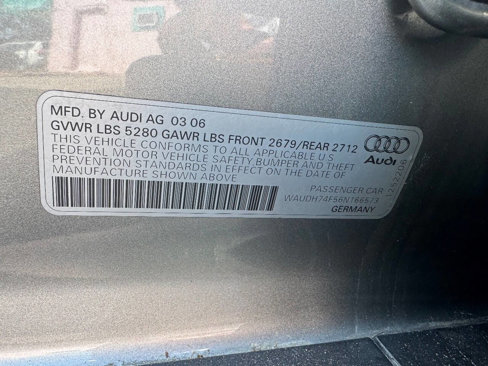 MFD. BY AUDI AG 03 06
GVWR LBS 5280 GAWR LBS FRONT 2679/REAR 2712
THIS VEHICLE CONFORMS TO ALL APPLICABLE U.S
FEDERAL MOTOR VEHICLE SAFETY, BUMPER AND THEFT
PREVENTION STANDARDS IN EFFECT ON THE DATE OF
MANUFACTURE SHOWN ABOVE
Audi
PASSENGER CAR
WAUDH74F56N186573
GERMANY